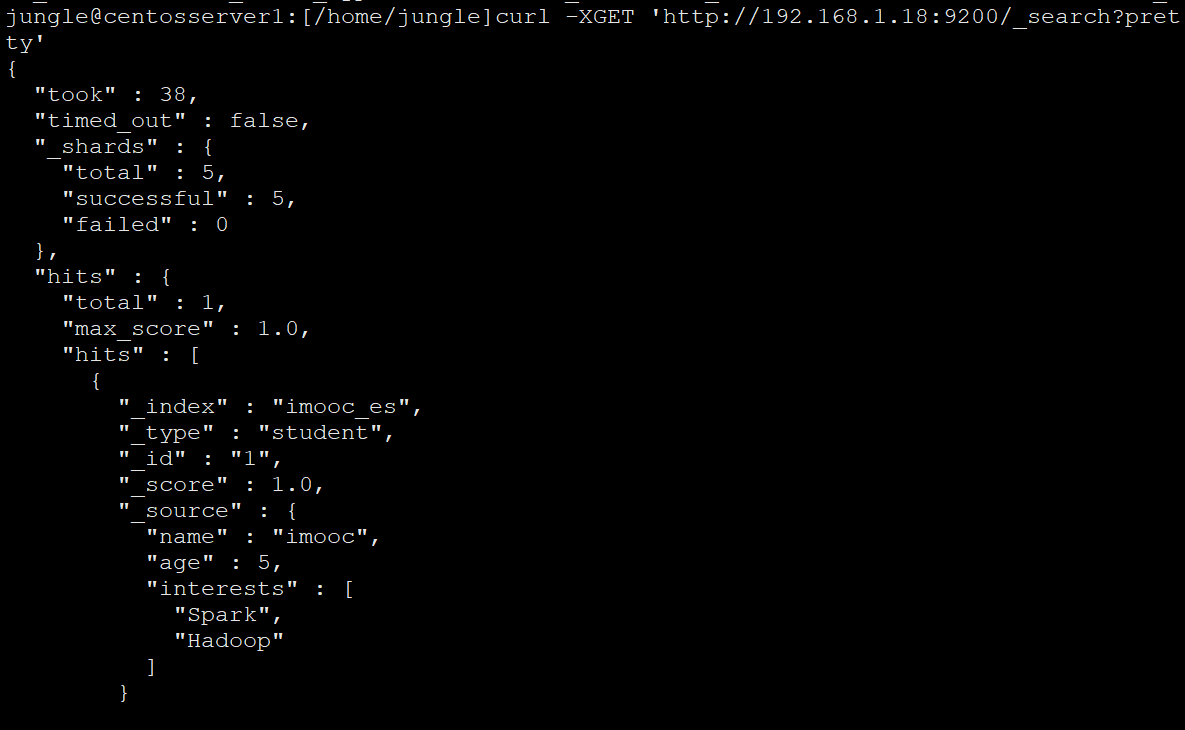 jungle@centosserver1:[/home/jungle]curl -XGET 'http://192.168.1.18:9200/_search?pret
ty'
{
  "took" : 38,
  "timed_out" : false,
  "_shards" : {
    "total" : 5,
    "successful" : 5,
    "failed" : 0
  },
  "hits" : {
    "total" : 1,
    "max_score" : 1.0,
    "hits" : [
      {
        "_index" : "imooc_es",
        "_type" : "student",
        "_id" : "1",
        "_score" : 1.0,
        "_source" : {
          "name" : "imooc",
          "age" : 5,
          "interests" : [
            "Spark",
            "Hadoop"
          ]
        }